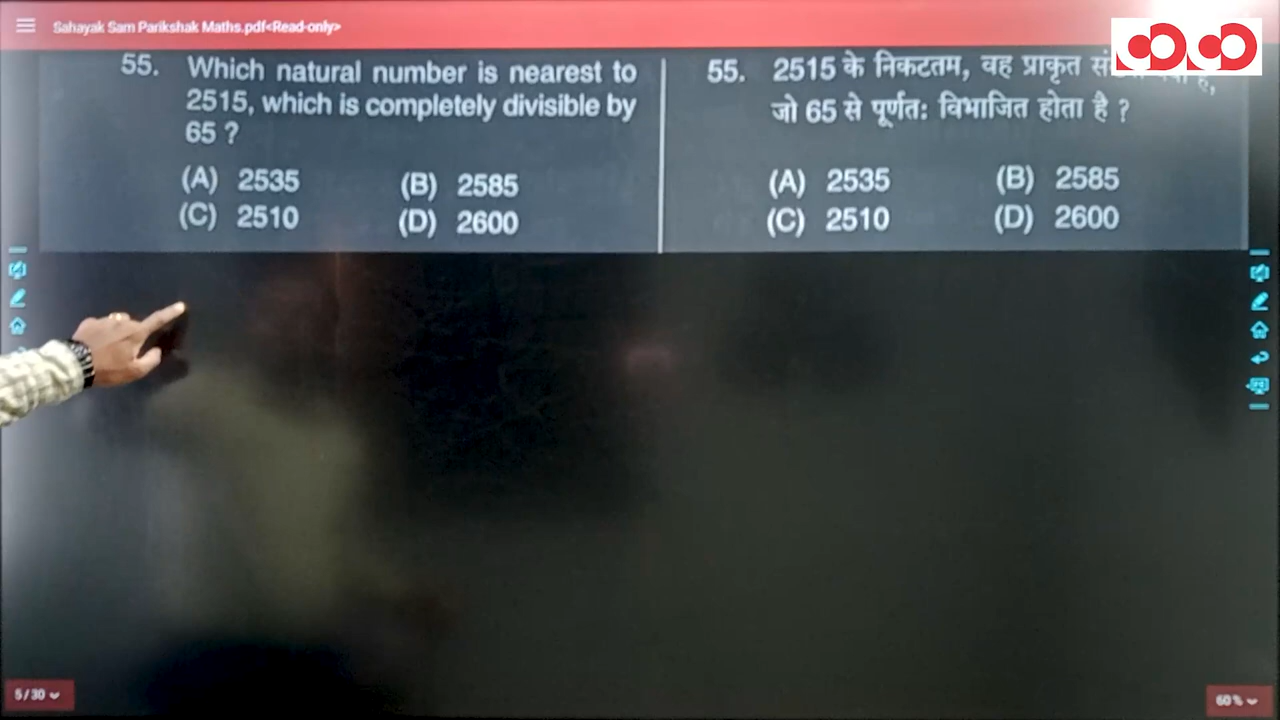 Sahayak Sam Parikshak Maths.pdf<Read-only>
55. Which natural number is nearest to
2515, which is completely divisible by
65 ?
(A) 2535 (B) 2585
(C) 2510 (D) 2600
55. 2515 के निकटतम, वह प्राकृत
जो 65 से पूर्णत: विभाजित होता है ?
(A) 2535 (B) 2585
(C) 2510 (D) 2600
5/30
60%